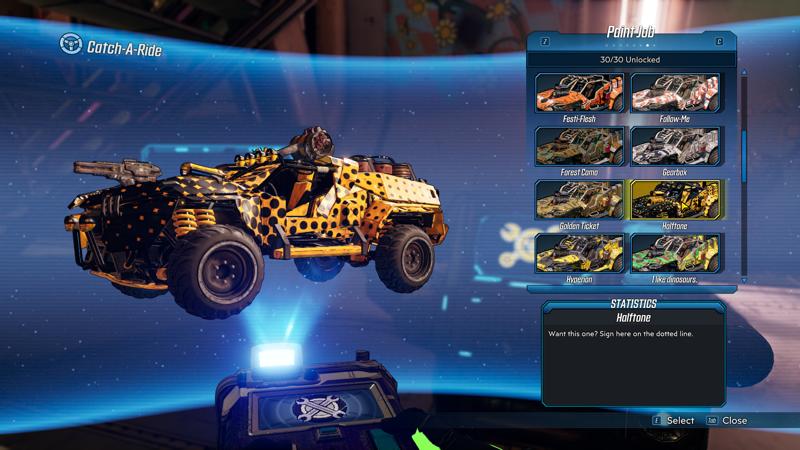 Catch-A-Ride
Paint Job
Z
C
30/30 Unlocked
Festi-Flesh
Follow-Me
Forest Camo
Gearbox
Golden Ticket
Halftone
Hyperion
I like dinosaurs.
STATISTICS
Halftone
Want this one? Sign here on the dotted line.
E Select
Tab Close